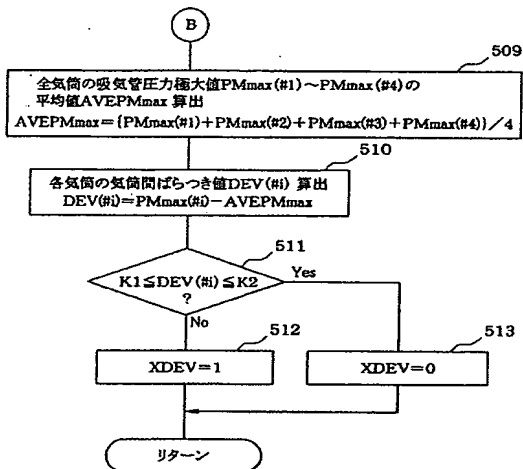 B
509
全気筒の吸気管圧力極大値PMmax(#1)～PMmax(#4)の
平均値AVEPMmax 算出
AVEPMmax={PMmax(#1)+PMmax(#2)+PMmax(#3)+PMmax(#4)}/4
510
各気筒の気筒間ばらつき値DEV(#i) 算出
DEV(#i)=PMmax(#i)-AVEPMmax
511
K1≦DEV(#i)≦K2
?
Yes
No
512
513
XDEV=1
XDEV=0
リターン